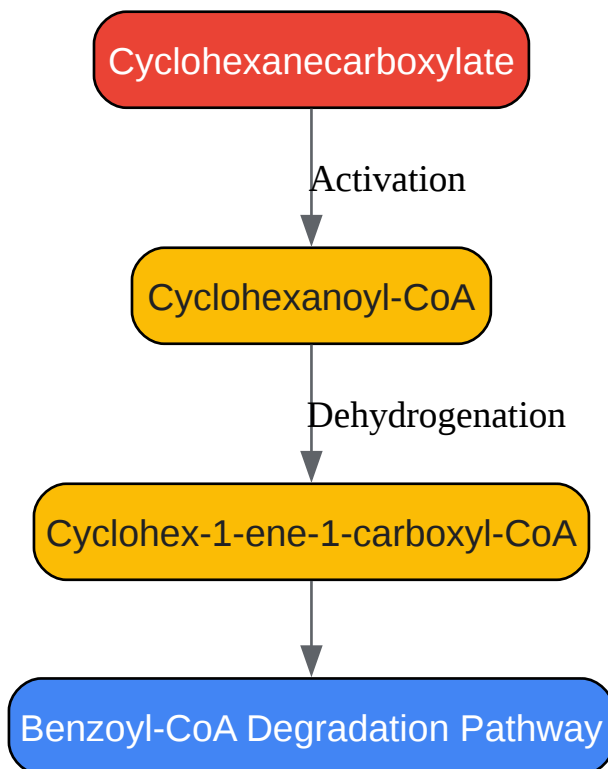 Cyclohexanecarboxylate
Activation
Cyclohexanoyl-CoA
Dehydrogenation
Cyclohex-1-ene-1-carboxyl-CoA
Benzoyl-CoA Degradation Pathway